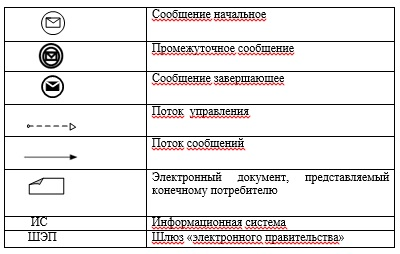 Сообщение начальное
Промежуточное сообщение
Сообщение завершающее
Поток управления
Поток сообщений
Электронный документ, представляемый
конечному потребителю
ИС Информационная система
ШЭП Шлюз «электронного правительства»